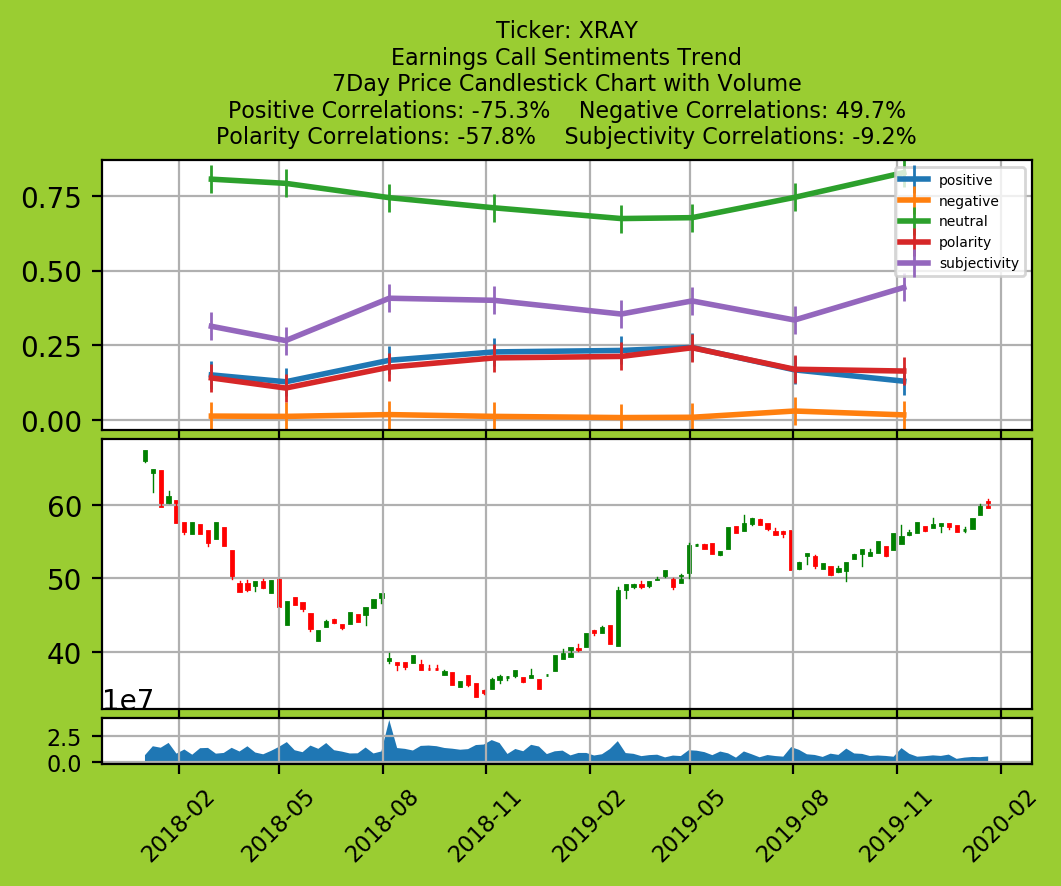 Ticker: XRAY
Earnings Call Sentiments Trend
7Day Price Candlestick Chart with Volume
Positive Correlations: -75.3%    Negative Correlations: 49.7%
Polarity Correlations: -57.8%    Subjectivity Correlations: -9.2%
0.75
0.50
0.25
0.00
positive
negative
neutral
polarity
subjectivity
60
50
40
1e7
2.5
0.0
2018-02
2018-05
2018-08
2018-11
2019-02
2019-05
2019-08
2019-11
2020-02